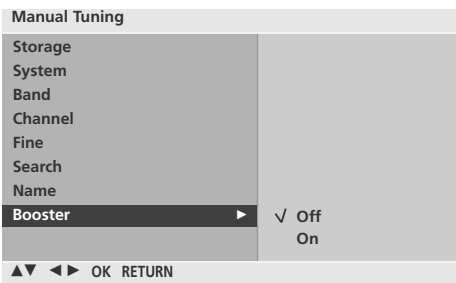 Manual Tuning
Storage
System
Band
Channel
Fine
Search
Name
Booster ► √ Off
On
▲▼ ◄► OK RETURN